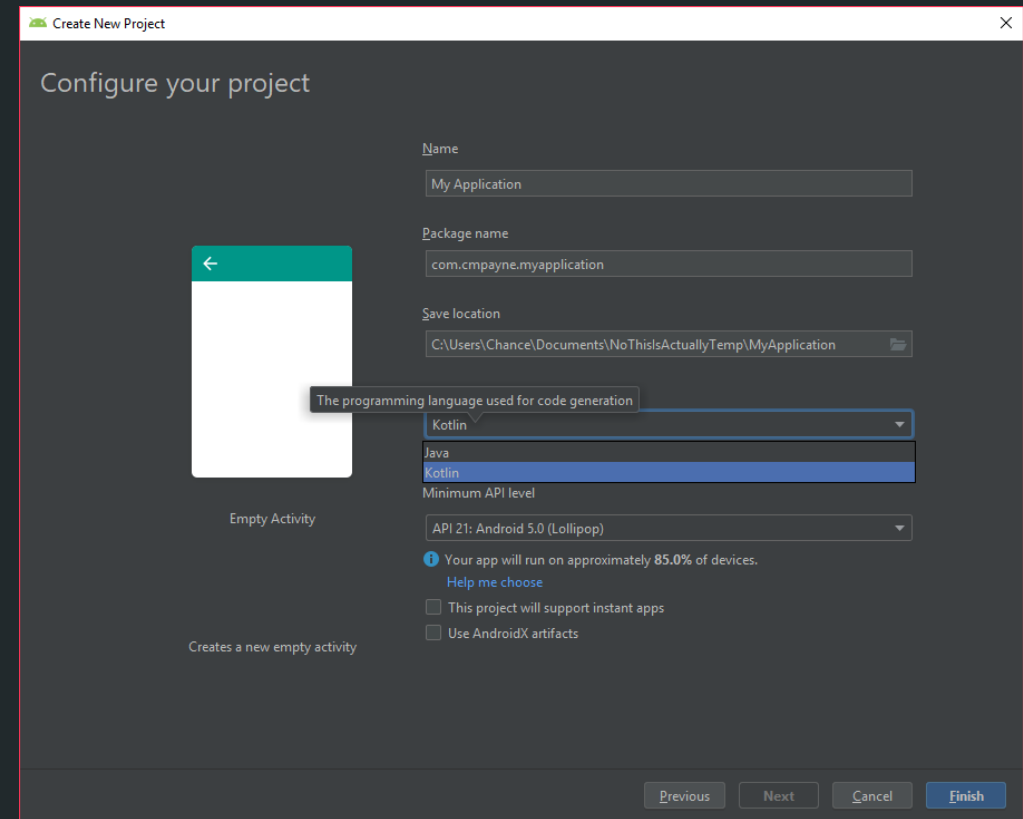 Create New Project
Configure your project
Name
My Application
Package name
com.cmpayne.myapplication
Save location
C:\Users\Chance\Documents\NoThisIsActuallyTemp\MyApplication
The programming language used for code generation
Kotlin
Java
Kotlin
Minimum API level
Empty Activity
API 21: Android 5.0 (Lollipop)
Your app will run on approximately 85.0% of devices.
Help me choose
This project will support instant apps
Use AndroidX artifacts
Creates a new empty activity
Previous
Next
Cancel
Finish